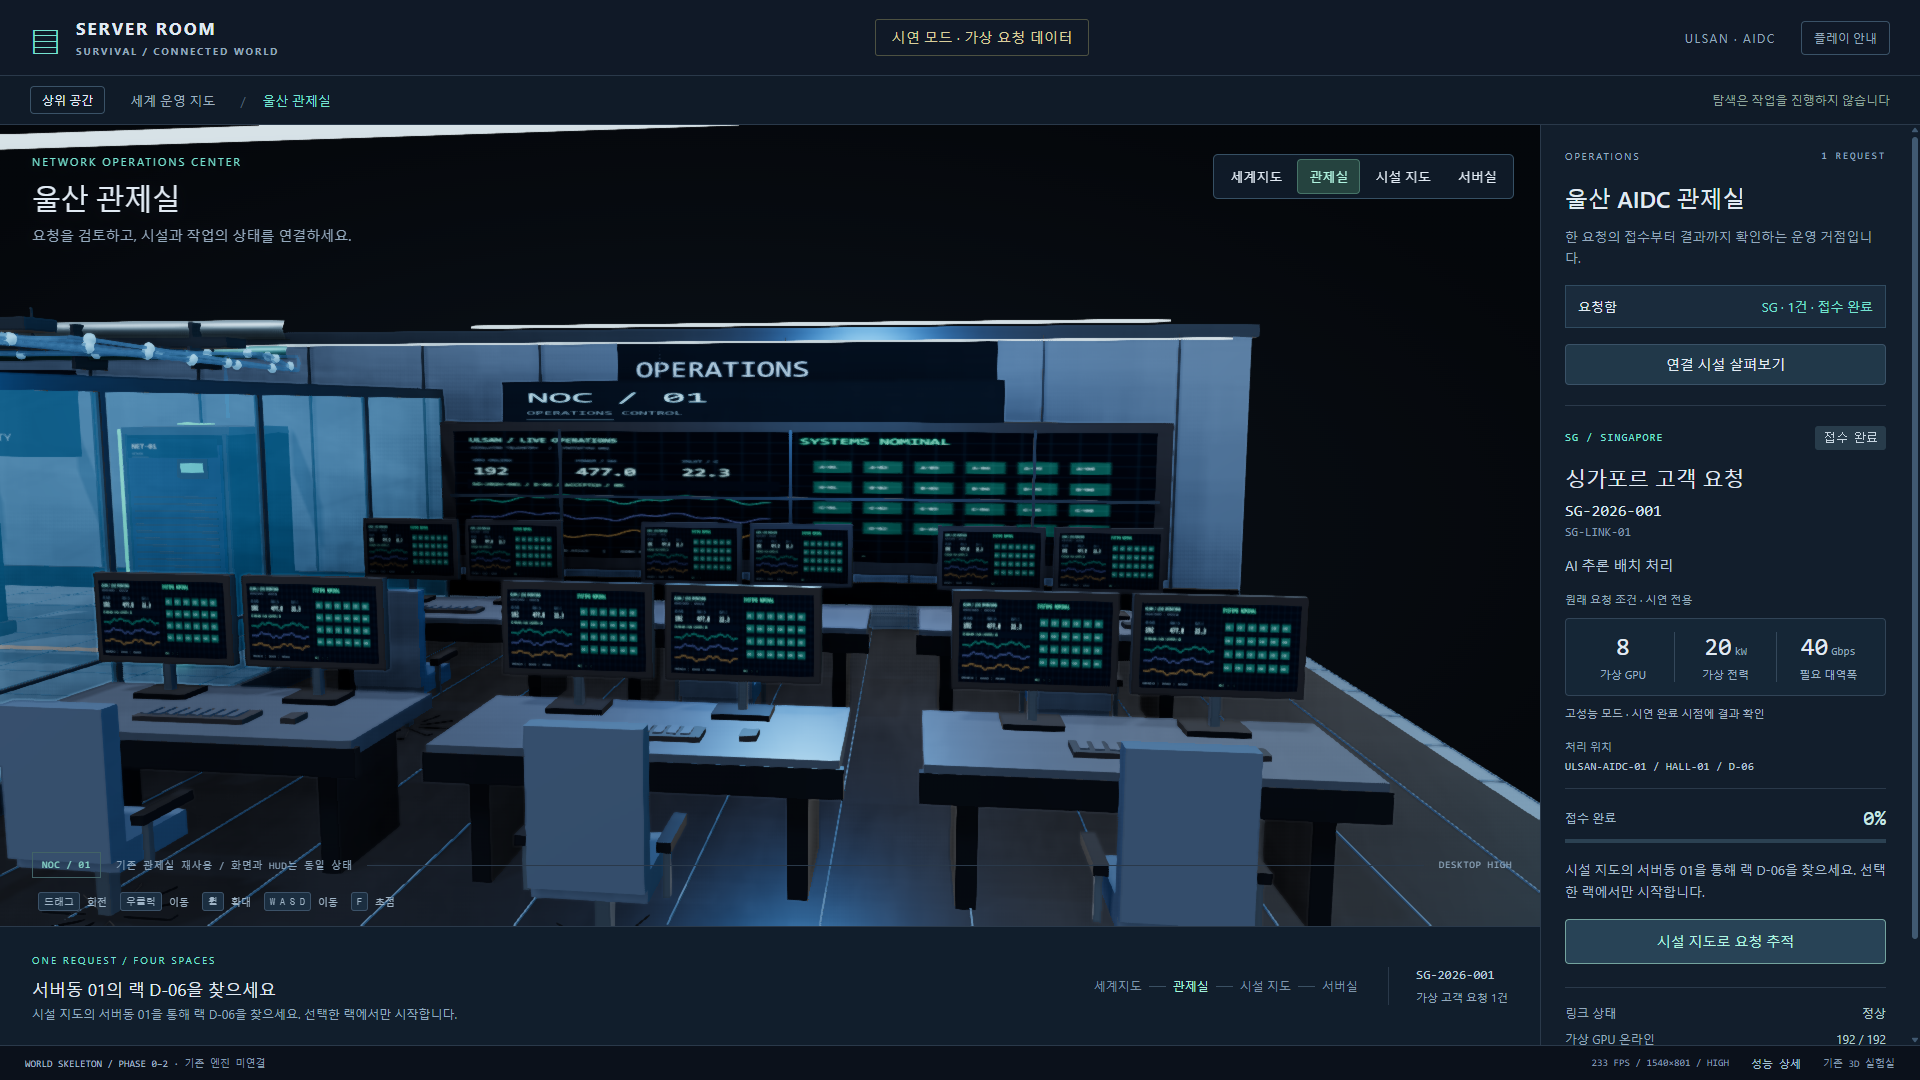 SERVER ROOM
SURVIVAL / CONNECTED WORLD
시연 모드 · 가상 요청 데이터
ULSAN · AIDC
플레이 안내
상위 공간
세계 운영 지도 / 울산 관제실
탐색은 작업을 진행하지 않습니다
NETWORK OPERATIONS CENTER
울산 관제실
요청을 검토하고, 시설과 작업의 상태를 연결하세요.
세계지도 관제실 시설 지도 서버실
OPERATIONS
NOC / 01
OPERATIONS CONTROL
ULSAN / LIVE OPERATIONS
192 477.0 22.3
SYSTEMS NOMINAL
NET-01
NOC / 01
기존 관제실 재사용 / 화면과 HUD는 동일 상태
DESKTOP HIGH
드래그 회전 우클릭 이동 휠 확대 W A S D 이동 F 초점
ONE REQUEST / FOUR SPACES
서버동 01의 랙 D-06을 찾으세요
시설 지도의 서버동 01을 통해 랙 D-06을 찾으세요. 선택한 랙에서만 시작합니다.
세계지도 — 관제실 — 시설 지도 — 서버실
SG-2026-001
가상 고객 요청 1건
OPERATIONS
1 REQUEST
울산 AIDC 관제실
한 요청의 접수부터 결과까지 확인하는 운영 거점입니
다.
요청함 SG · 1건 · 접수 완료
연결 시설 살펴보기
SG / SINGAPORE
접수 완료
싱가포르 고객 요청
SG-2026-001
SG-LINK-01
AI 추론 배치 처리
원래 요청 조건 · 시연 전용
8 20 kW 40 Gbps
가상 GPU 가상 전력 필요 대역폭
고성능 모드 · 시연 완료 시점에 결과 확인
처리 위치
ULSAN-AIDC-01 / HALL-01 / D-06
접수 완료 0%
시설 지도의 서버동 01을 통해 랙 D-06을 찾으세요. 선택
한 랙에서만 시작합니다.
시설 지도로 요청 추적
링크 상태 정상
가상 GPU 온라인 192 / 192
WORLD SKELETON / PHASE 0-2 · 기존 엔진 미연결
233 FPS / 1540×801 / HIGH
성능 상세
기존 3D 실험실